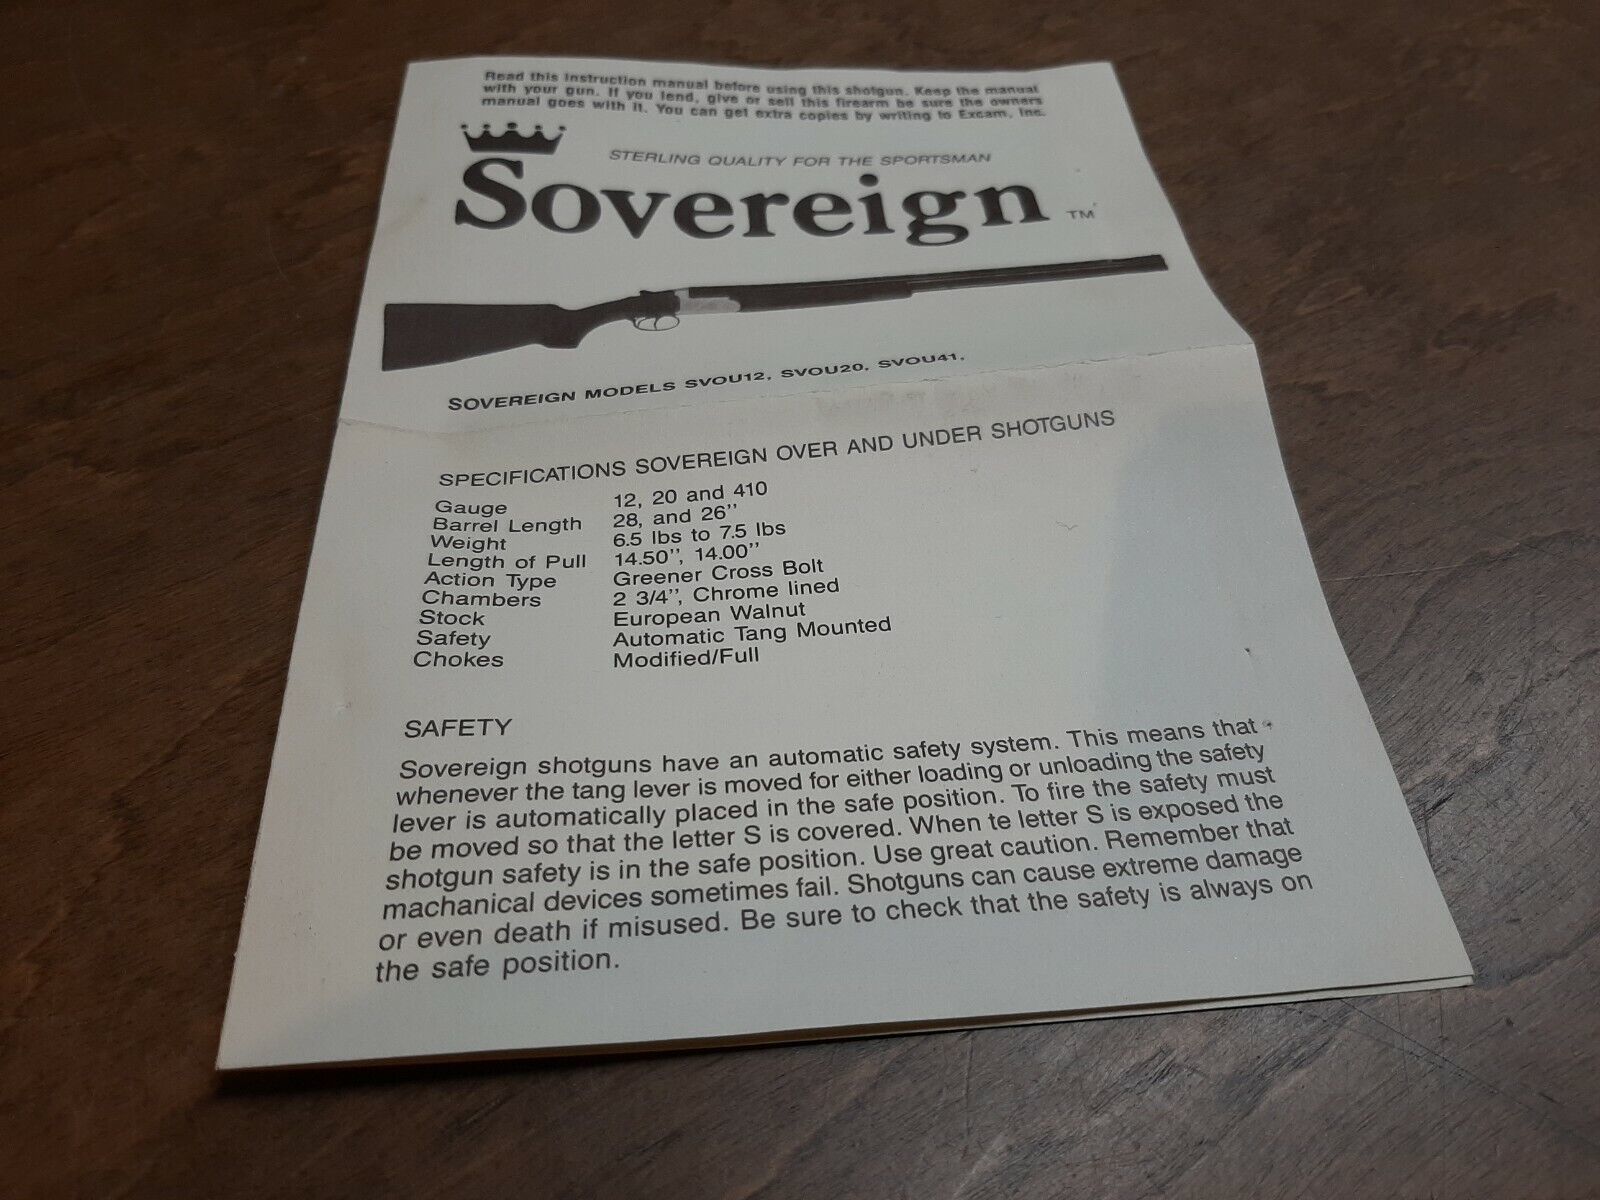 Read this instruction manual before using this shotgun. Keep the manual
with your gun. If you lend, give or sell this firearm be sure the owners
manual goes with it. You can get extra copies by writing to Excam, Inc.
STERLING QUALITY FOR THE SPORTSMAN
Sovereign TM
SOVEREIGN MODELS SVOU12, SVOU20, SVOU41.
SPECIFICATIONS SOVEREIGN OVER AND UNDER SHOTGUNS
Gauge 12, 20 and 410
Barrel Length 28, and 26''
Weight 6.5 lbs to 7.5 lbs
Length of Pull 14.50'', 14.00''
Action Type Greener Cross Bolt
Chambers 2 3/4'', Chrome lined
Stock European Walnut
Safety Automatic Tang Mounted
Chokes Modified/Full
SAFETY
Sovereign shotguns have an automatic safety system. This means that
whenever the tang lever is moved for either loading or unloading the safety
lever is automatically placed in the safe position. To fire the safety must
be moved so that the letter S is covered. When te letter S is exposed the
shotgun safety is in the safe position. Use great caution. Remember that
machanical devices sometimes fail. Shotguns can cause extreme damage
or even death if misused. Be sure to check that the safety is always on
the safe position.